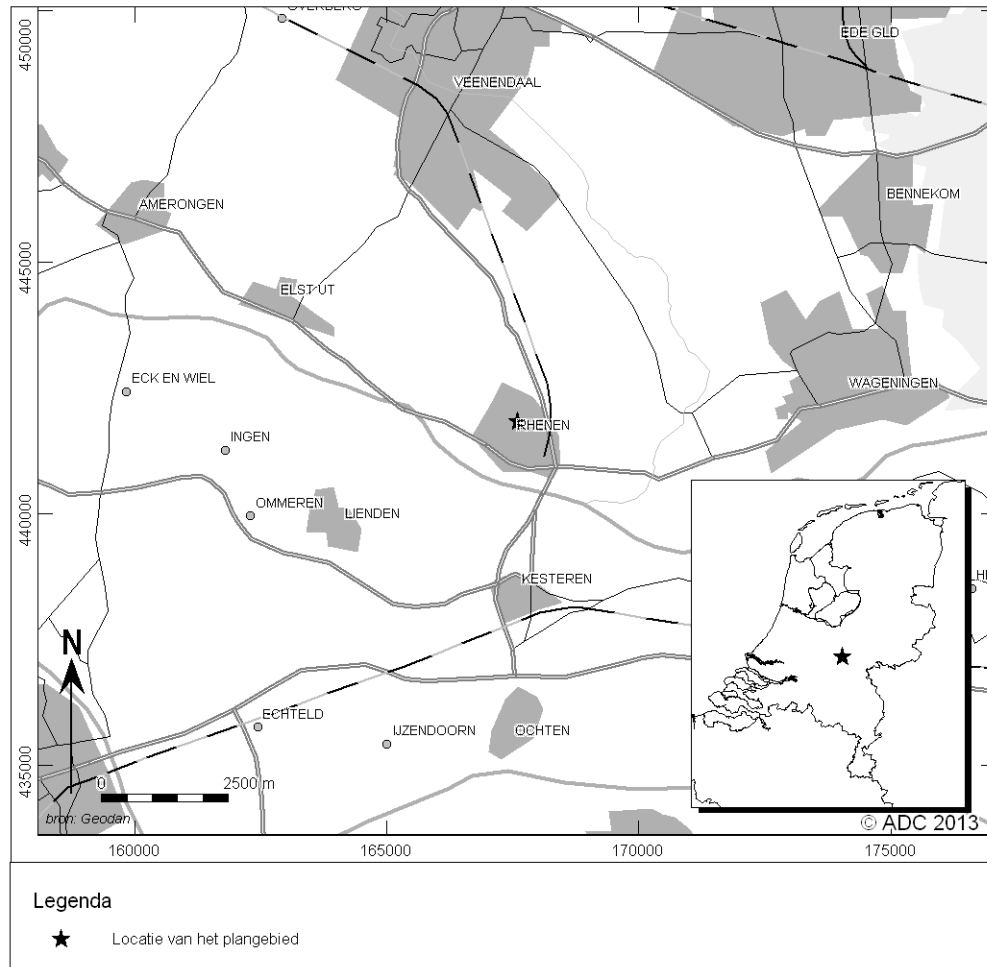 OVERBERG
450000
EDE GLD
VEENENDAAL
BENNEKOM
AMERONGEN
445000
ELST UT
ECK EN WIEL
WAGENINGEN
RHENEN
INGEN
OMMEREN
LIENDEN
440000
KESTEREN
N
ECHTELD
IJZENDOORN
OCHTEN
435000
0 2500 m
bron: Geodan
© ADC 2013
160000 165000 170000 175000
Legenda
Locatie van het plangebied